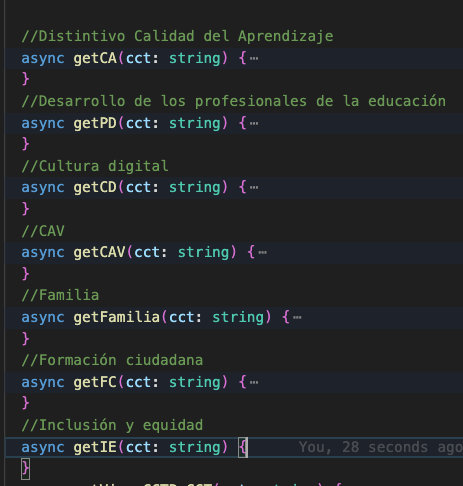 //Distintivo Calidad del Aprendizaje
async getCA(cct: string) {⋯
}
//Desarrollo de los profesionales de la educación
async getPD(cct: string) {⋯
}
//Cultura digital
async getCD(cct: string) {⋯
}
//CAV
async getCAV(cct: string) {⋯
}
//Familia
async getFamilia(cct: string) {⋯
}
//Formación ciudadana
async getFC(cct: string) {⋯
}
//Inclusión y equidad
async getIE(cct: string) { You, 28 seconds ago
}